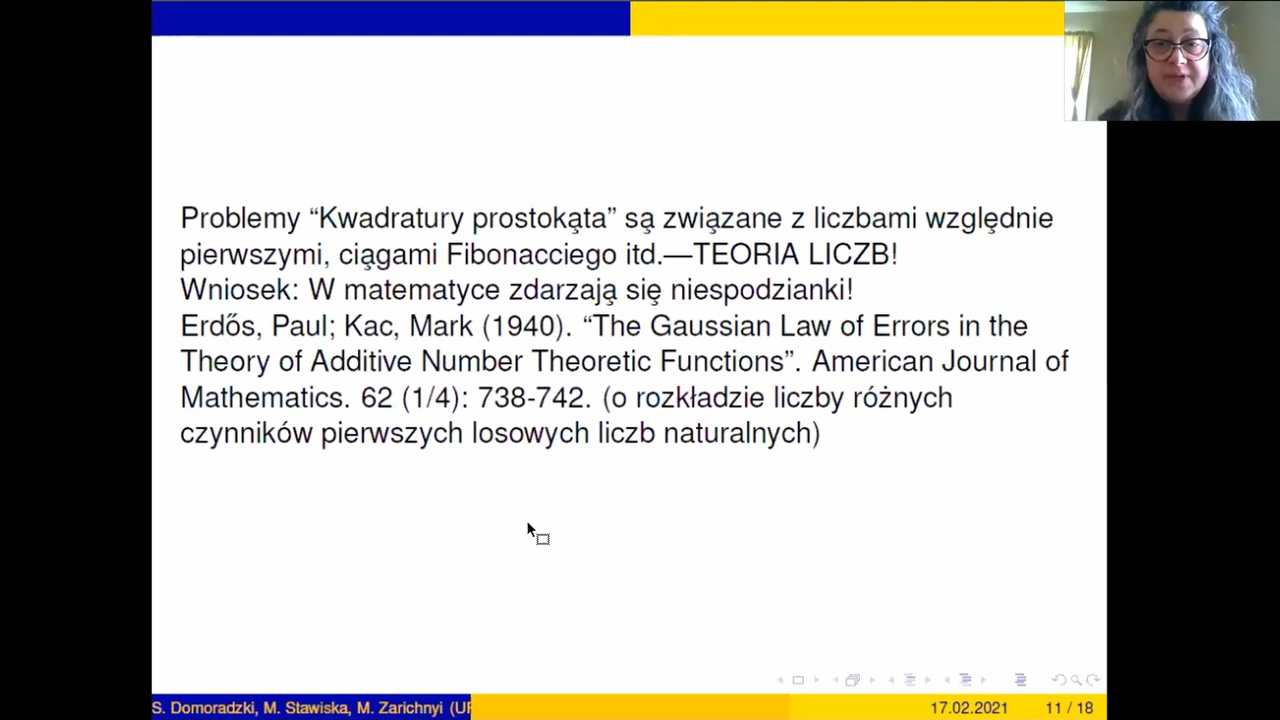 Problemy “Kwadratury prostokąta” są związane z liczbami względnie
pierwszymi, ciągami Fibonacciego itd.—TEORIA LICZB!
Wniosek: W matematyce zdarzają się niespodzianki!
Erdős, Paul; Kac, Mark (1940). “The Gaussian Law of Errors in the
Theory of Additive Number Theoretic Functions”. American Journal of
Mathematics. 62 (1/4): 738-742. (o rozkładzie liczby różnych
czynników pierwszych losowych liczb naturalnych)
S. Domoradzki, M. Stawiska, M. Zarichnyi
17.02.2021 11 / 18